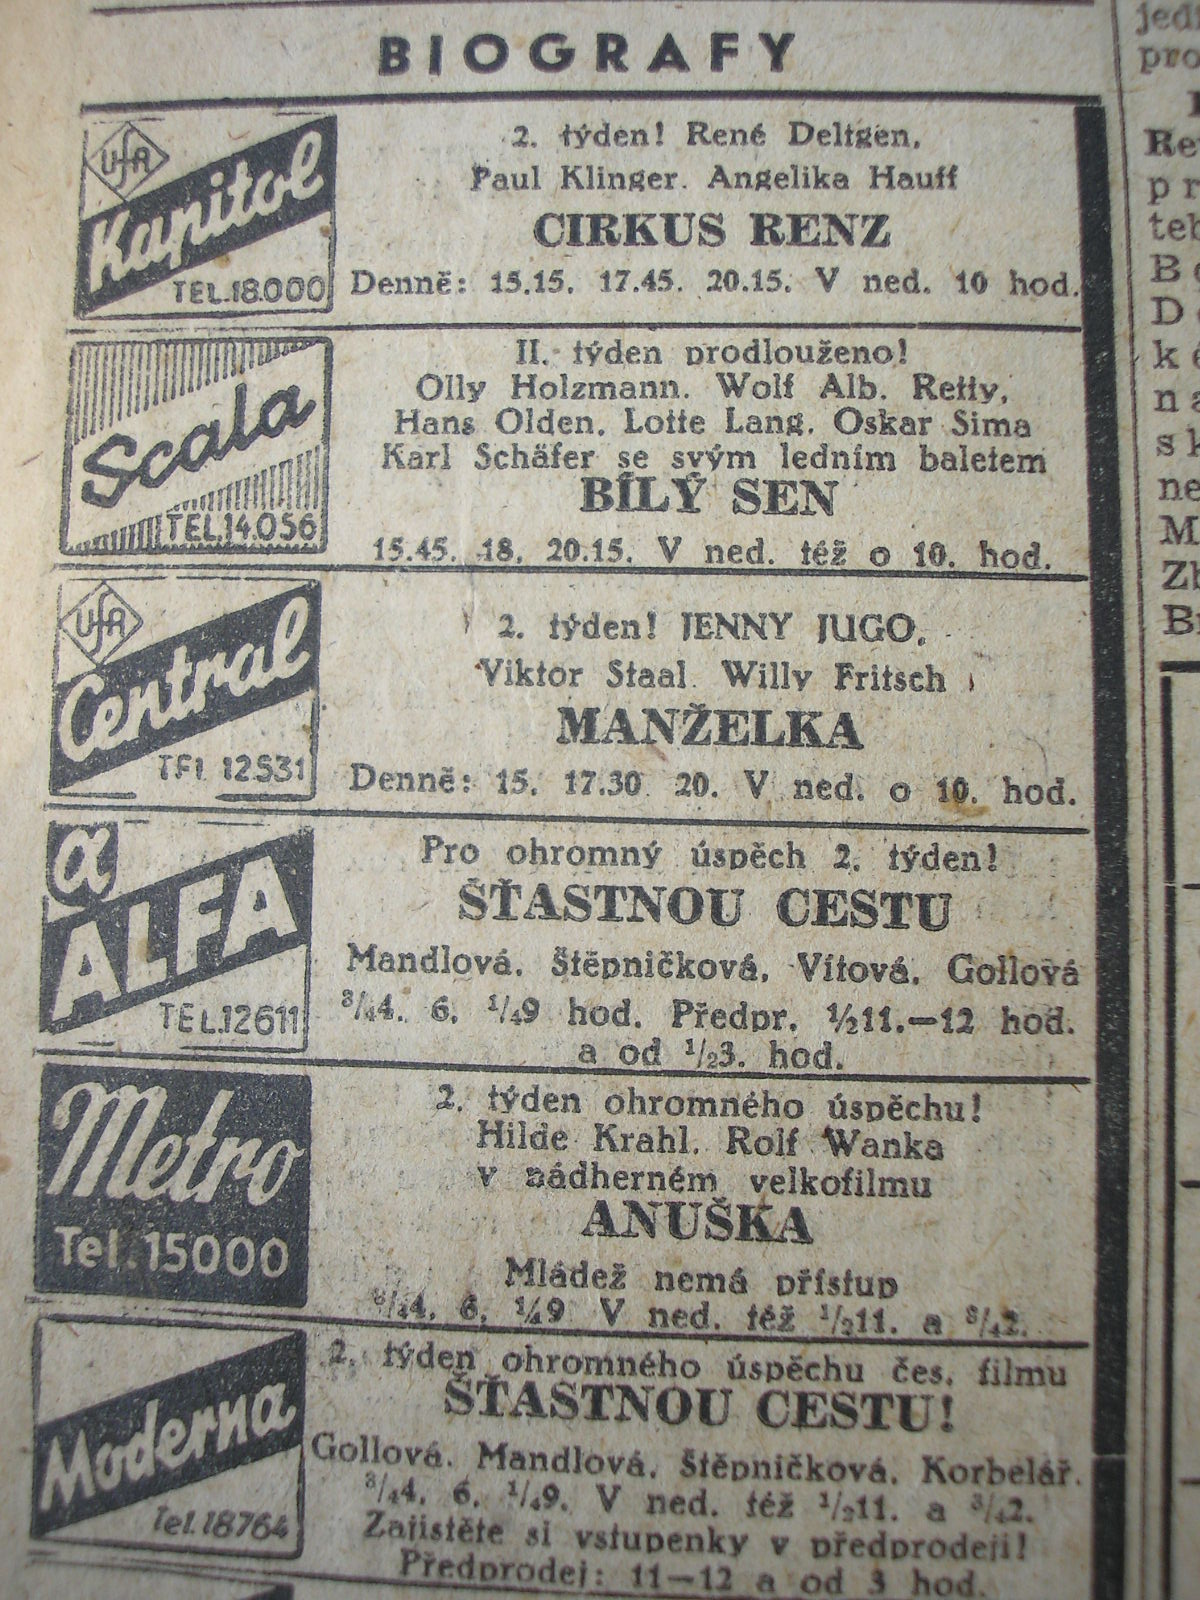 BIOGRAFY
UfA
Kapitol
TEL.18.000
2. týden! René Deltgen,
Paul Klinger. Angelika Hauff
CIRKUS RENZ
Denně: 15.15. 17.45. 20.15. V ned. 10 hod.
Scala
TEL.14.056
II. týden prodlouženo!
Olly Holzmann. Wolf Alb. Retty,
Hans Olden. Lotte Lang. Oskar Sima
Karl Schäfer se svým ledním baletem
BÍLÝ SEN
15.45. 18. 20.15. V ned. též o 10. hod.
UfA
Central
TEL 12531
2. týden! JENNY JUGO,
Viktor Staal Willy Fritsch
MANŽELKA
Denně: 15. 17.30 20. V ned. o 10. hod.
α
ALFA
TEL.12611
Pro ohromný úspěch 2. týden!
ŠŤASTNOU CESTU
Mandlová, Štěpničková, Vítová, Gollová
¾4. 6. ¼9 hod. Předpr. ½11.—12 hod.
a od ½3. hod.
Metro
Tel. 15000
2. týden ohromného úspěchu!
Hilde Krahl. Rolf Wanka
v nádherném velkofilmu
ANUŠKA
Mládež nemá přístup
¾4. 6. ¼9 V ned. též ½11. a ¾2.
Moderna
Tel. 18764
2. týden ohromného úspěchu čes. filmu
ŠŤASTNOU CESTU!
Gollová. Mandlová. Štěpničková. Korbelář.
¾4. 6. ¼9. V ned. též ½11. a ¾2.
Zajistěte si vstupenky v předprodeji!
Předprodej: 11—12 a od 3 hod.